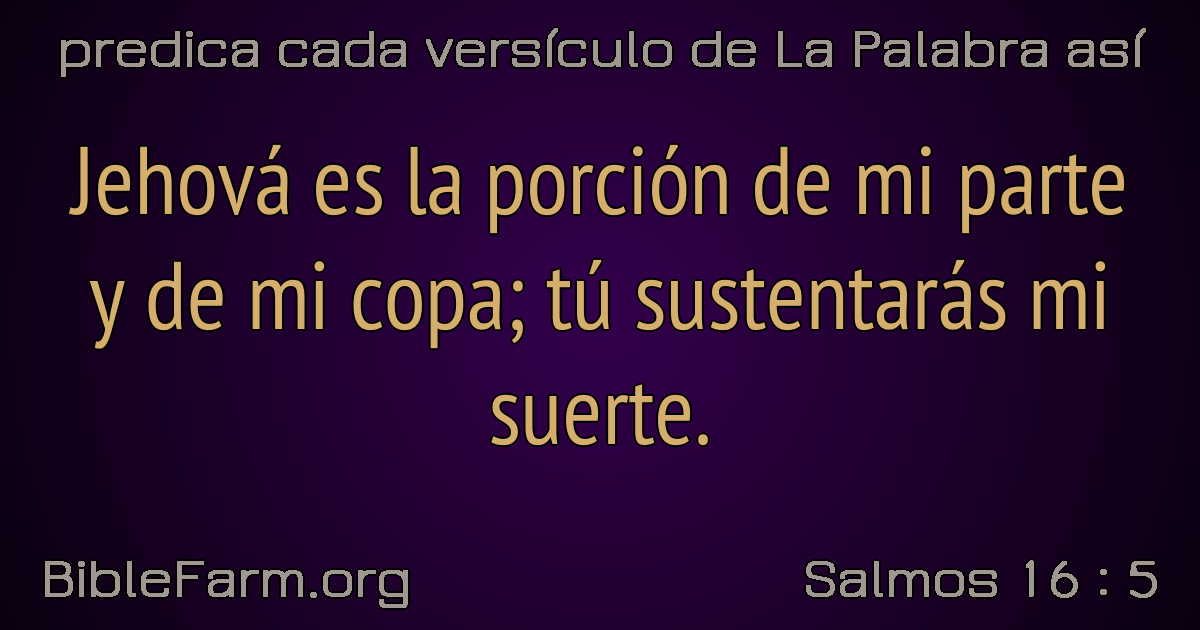 predica cada versículo de La Palabra así
Jehová es la porción de mi parte
y de mi copa; tú sustentarás mi
suerte.
BibleFarm.org
Salmos 16 : 5